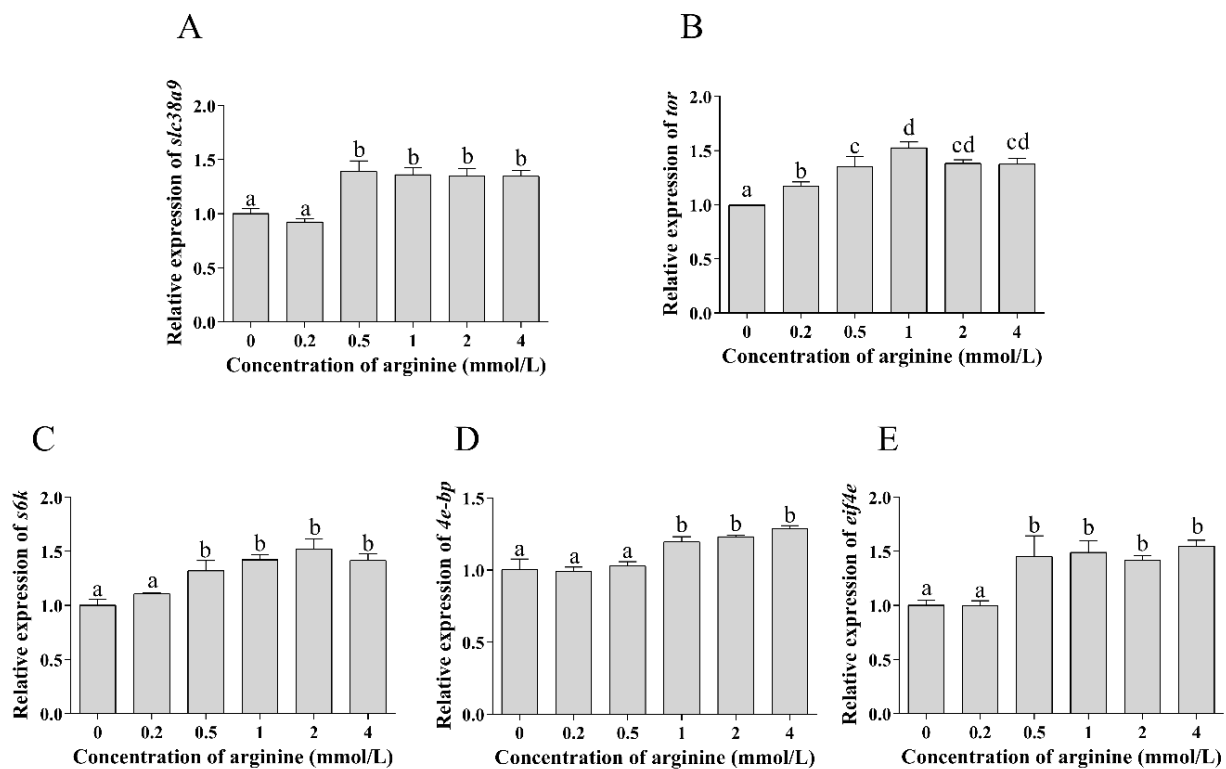 A
Relative expression of slc38a9
2.0
1.5
1.0
0.5
0.0
a a b b b b
0 0.2 0.5 1 2 4
Concentration of arginine (mmol/L)
B
Relative expression of tor
2.0
1.5
1.0
0.5
0.0
a b c d cd cd
0 0.2 0.5 1 2 4
Concentration of arginine (mmol/L)
C
Relative expression of s6k
2.0
1.5
1.0
0.5
0.0
a a b b b b
0 0.2 0.5 1 2 4
Concentration of arginine (mmol/L)
D
Relative expression of 4e-bp
1.5
1.0
0.5
0.0
a a a b b b
0 0.2 0.5 1 2 4
Concentration of arginine (mmol/L)
E
Relative expression of eif4e
2.0
1.5
1.0
0.5
0.0
a a b b b b
0 0.2 0.5 1 2 4
Concentration of arginine (mmol/L)